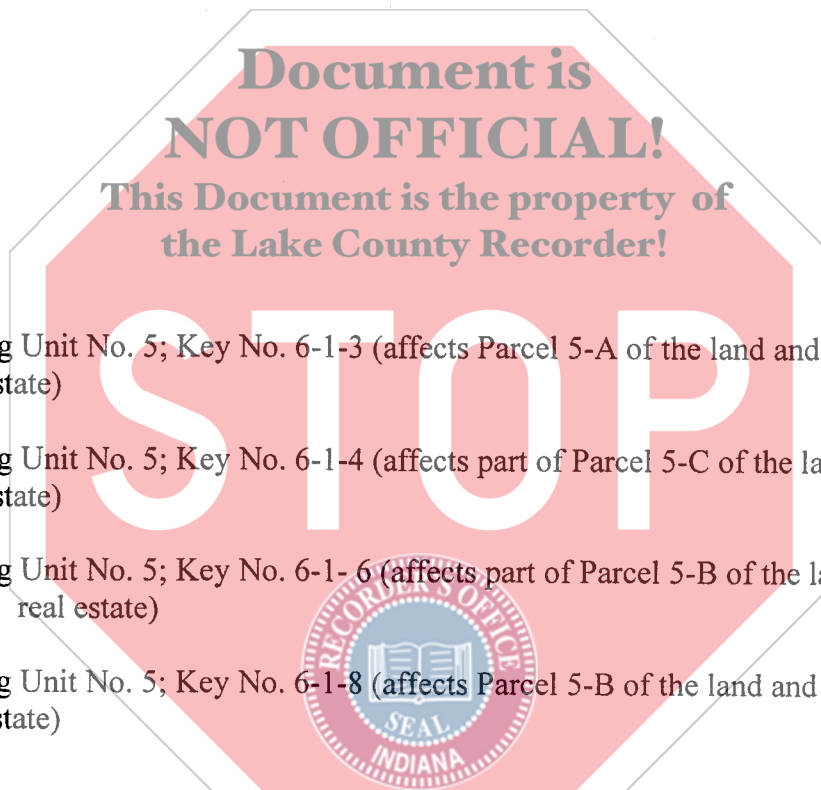 Document is
NOT OFFICIAL!
This Document is the property of
the Lake County Recorder!
STOP
g Unit No. 5; Key No. 6-1-3 (affects Parcel 5-A of the land and
state)
g Unit No. 5; Key No. 6-1-4 (affects part of Parcel 5-C of the la
state)
g Unit No. 5; Key No. 6-1- 6 (affects part of Parcel 5-B of the la
real estate)
g Unit No. 5; Key No. 6-1-8 (affects Parcel 5-B of the land and
state)
RECORDER'S OFFICE
SEAL
INDIANA